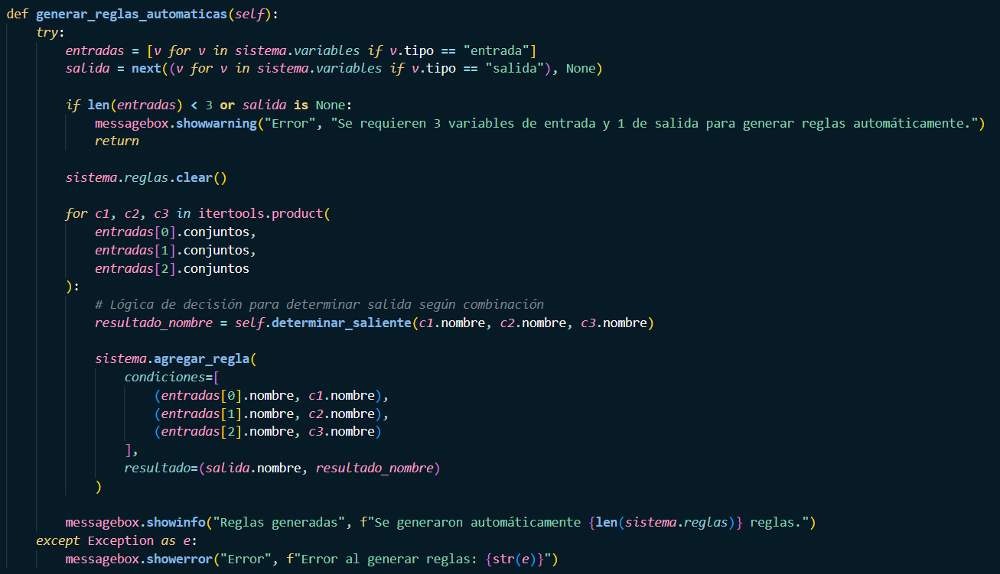 def generar_reglas_automaticas(self):
    try:
        entradas = [v for v in sistema.variables if v.tipo == "entrada"]
        salida = next((v for v in sistema.variables if v.tipo == "salida"), None)

        if len(entradas) < 3 or salida is None:
            messagebox.showwarning("Error", "Se requieren 3 variables de entrada y 1 de salida para generar reglas automáticamente.")
            return

        sistema.reglas.clear()

        for c1, c2, c3 in itertools.product(
            entradas[0].conjuntos,
            entradas[1].conjuntos,
            entradas[2].conjuntos
        ):
            # Lógica de decisión para determinar salida según combinación
            resultado_nombre = self.determinar_saliente(c1.nombre, c2.nombre, c3.nombre)

            sistema.agregar_regla(
                condiciones=[
                    (entradas[0].nombre, c1.nombre),
                    (entradas[1].nombre, c2.nombre),
                    (entradas[2].nombre, c3.nombre)
                ],
                resultado=(salida.nombre, resultado_nombre)
            )

        messagebox.showinfo("Reglas generadas", f"Se generaron automáticamente {len(sistema.reglas)} reglas.")
    except Exception as e:
        messagebox.showerror("Error", f"Error al generar reglas: {str(e)}")